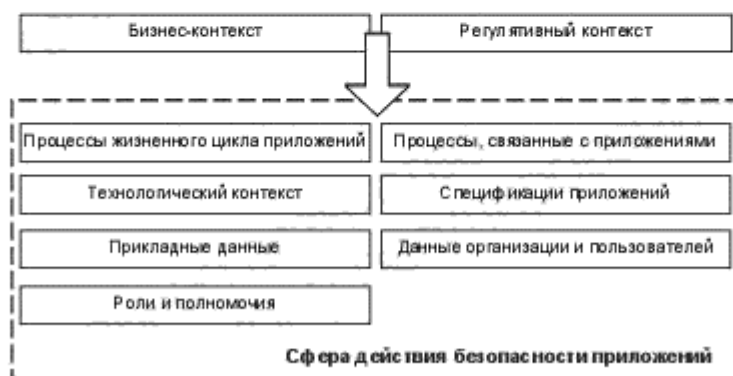 Бизнес-контекст
Регулятивный контекст
Процессы жизненного цикла приложений
Процессы, связанные с приложениями
Технологический контекст
Спецификации приложений
Прикладные данные
Данные организации и пользователей
Роли и полномочия
Сфера действия безопасности приложений